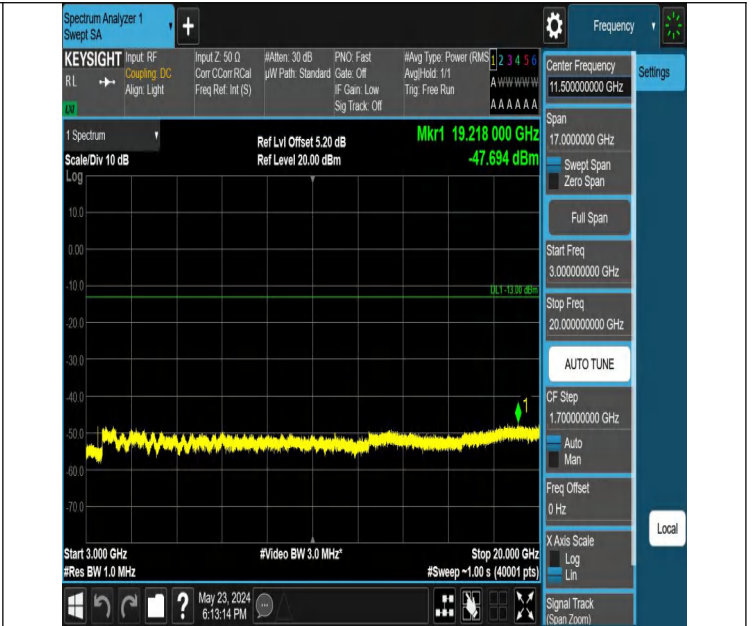 Spectrum Analyzer 1
Swept SA
Frequency
KEYSIGHT
RL
Input: RF
Coupling: DC
Align: Light
Input Z: 50 Ω
Corr CCorr RCal
Freq Ref: Int (S)
#Atten: 30 dB
µW Path: Standard
PNO: Fast
Gate: Off
IF Gain: Low
Sig Track: Off
#Avg Type: Power (RMS
Avg|Hold: 1/1
Trig: Free Run
1 2 3 4 5 6
A W W W W W
A A A A A A
1 Spectrum
Scale/Div 10 dB
Ref Lvl Offset 5.20 dB
Ref Level 20.00 dBm
Mkr1 19.218 000 GHz
-47.694 dBm
Log
10.0
0.00
-10.0
DL1 -13.00 dBm
-20.0
-30.0
-40.0
1
-50.0
-60.0
-70.0
Start 3.000 GHz
#Res BW 1.0 MHz
#Video BW 3.0 MHz*
Stop 20.000 GHz
#Sweep ~1.00 s (40001 pts)
?
May 23, 2024
6:13:14 PM
Center Frequency
11.500000000 GHz
Settings
Span
17.0000000 GHz
Swept Span
Zero Span
Full Span
Start Freq
3.000000000 GHz
Stop Freq
20.000000000 GHz
AUTO TUNE
CF Step
1.700000000 GHz
Auto
Man
Freq Offset
0 Hz
X Axis Scale
Log
Lin
Local
Signal Track
(Span Zoom)